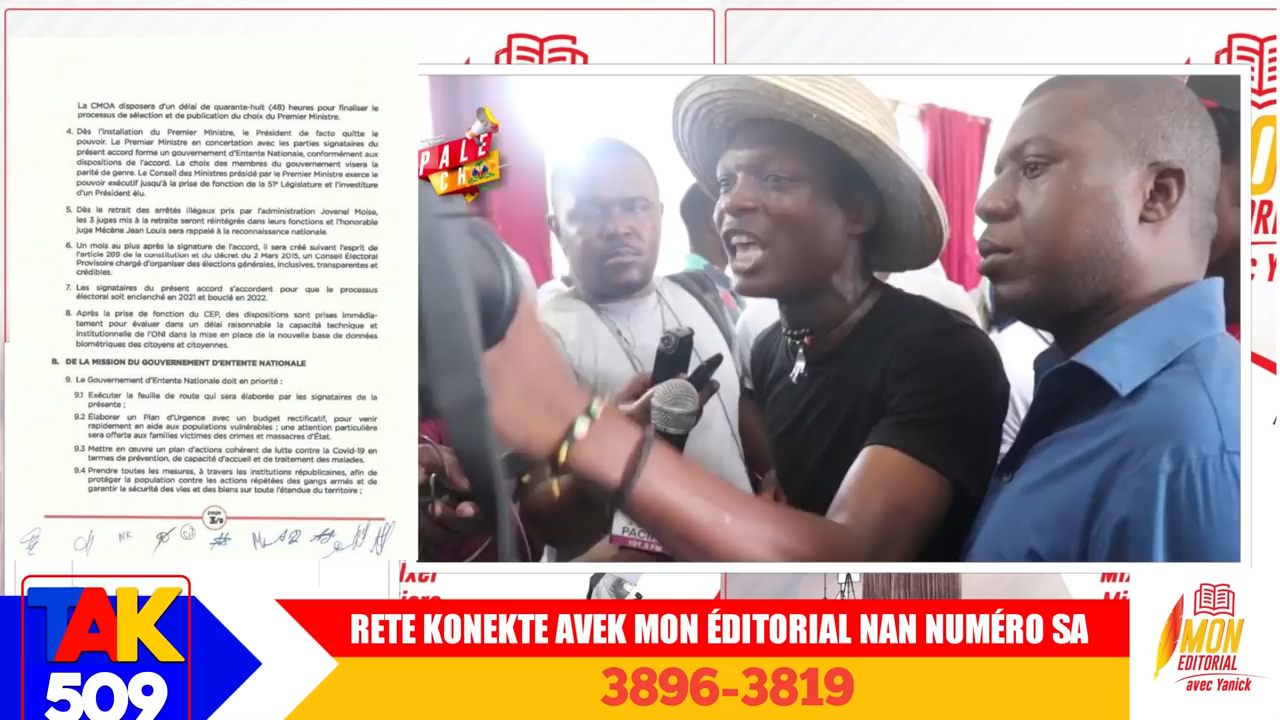 La CMOA disposera d'un délai de quarante-huit (48) heures pour finaliser le
processus de sélection et de publication du choix du Premier Ministre.
4. Dès l'installation du Premier Ministre, le Président de facto quitte le
pouvoir. Le Premier Ministre en concertation avec les parties signataires du
présent accord forme un gouvernement d'Entente Nationale, conformément aux
dispositions de l'accord. Le choix des membres du gouvernement visera la
parité de genre. Le Conseil des Ministres présidé par le Premier Ministre exerce le
pouvoir exécutif jusqu'à la prise de fonction de la 51e Législature et l'investiture
d'un Président élu.
5. Dès le retrait des arrêtés illégaux pris par l'administration Jovenel Moise,
les 3 juges mis à la retraite seront réintégrés dans leurs fonctions et l'honorable
juge Mécène Jean Louis sera rappelé à la reconnaissance nationale.
6. Un mois au plus après la signature de l'accord, il sera créé suivant l'esprit de
l'article 289 de la constitution et du décret du 2 Mars 2015, un Conseil Électoral
Provisoire chargé d'organiser des élections générales, inclusives, transparentes et
crédibles.
7. Les signataires du présent accord s'accordent pour que le processus
électoral soit enclenché en 2021 et bouclé en 2022.
8. Après la prise de fonction du CEP, des dispositions sont prises immédia-
tement pour évaluer dans un délai raisonnable la capacité technique et
institutionnelle de l'ONI dans la mise en place de la nouvelle base de données
biométriques des citoyens et citoyennes.
B. DE LA MISSION DU GOUVERNEMENT D'ENTENTE NATIONALE
9. Le Gouvernement d'Entente Nationale doit en priorité :
9.1 Exécuter la feuille de route qui sera élaborée par les signataires de la
présente ;
9.2 Élaborer un Plan d'Urgence avec un budget rectificatif, pour venir
rapidement en aide aux populations vulnérables ; une attention particulière
sera offerte aux familles victimes des crimes et massacres d'État.
9.3 Mettre en œuvre un plan d'actions cohérent de lutte contre la Covid-19 en
termes de prévention, de capacité d'accueil et de traitement des malades.
9.4 Prendre toutes les mesures, à travers les institutions républicaines, afin de
protéger la population contre les actions répétées des gangs armés et de
garantir la sécurité des vies et des biens sur toute l'étendue du territoire ;
page
3/8
PALE
CH
TAK
509
RETE KONEKTE AVEK MON ÉDITORIAL NAN NUMÉRO SA
3896-3819
MON
EDITORIAL
avec Yanick